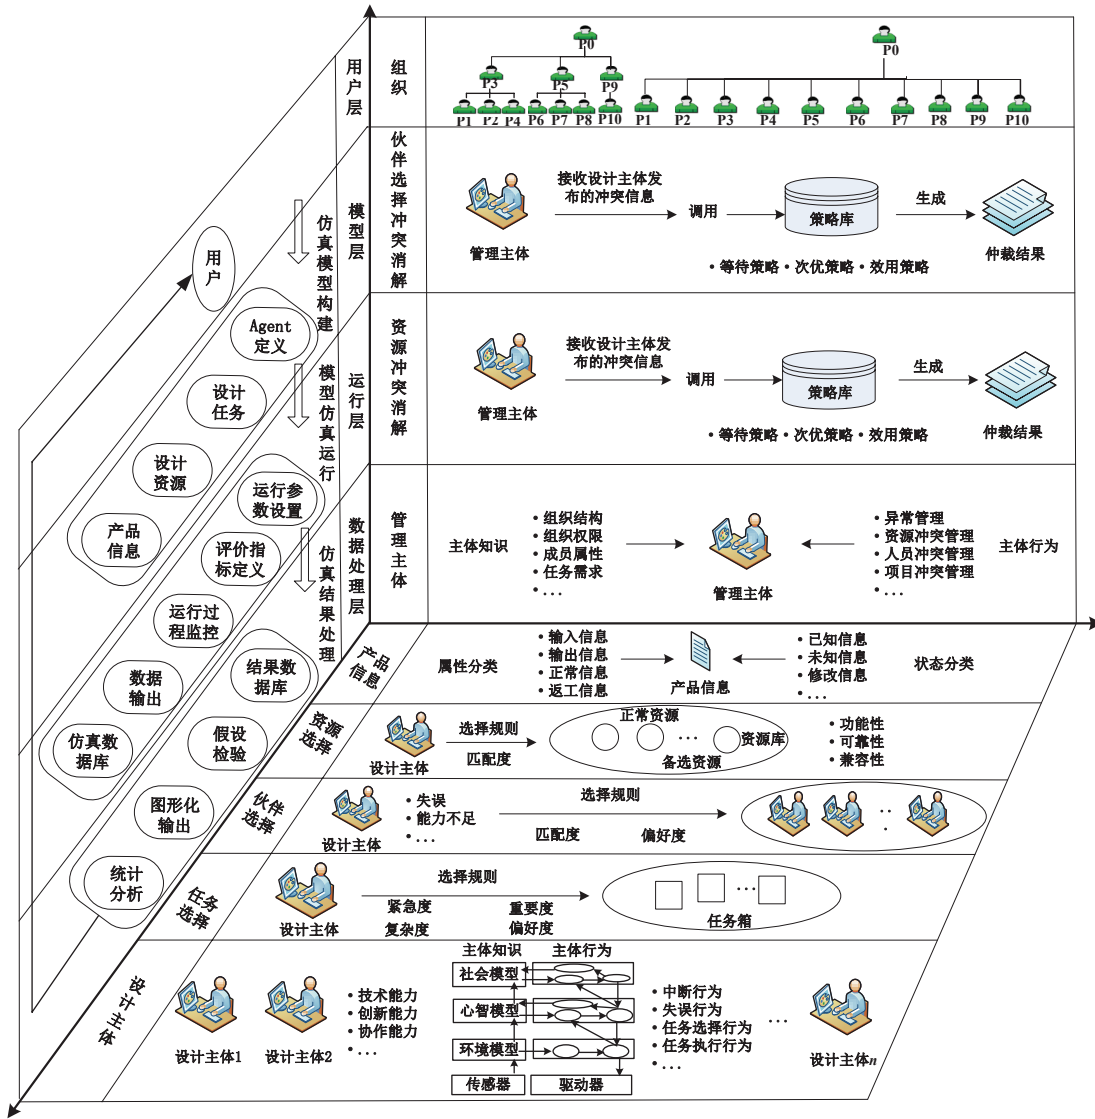 用户层
组织
P0
P3
P5
P9
P1
P2
P4
P6
P7
P8
P10
P0
P1
P2
P3
P4
P5
P6
P7
P8
P9
P10
模型层
伙伴选择冲突消解
管理主体
接收设计主体发
布的冲突信息
调用
策略库
生成
仲裁结果
• 等待策略 • 次优策略 • 效用策略
运行层
资源冲突消解
管理主体
接收设计主体发
布的冲突信息
调用
策略库
生成
仲裁结果
• 等待策略 • 次优策略 • 效用策略
数据处理层
管理主体
主体知识
• 组织结构
• 组织权限
• 成员属性
• 任务需求
• ...
管理主体
• 异常管理
• 资源冲突管理
• 人员冲突管理
• 项目冲突管理
• ...
主体行为
仿真模型构建
模型仿真运行
仿真结果处理
用户
Agent
定义
设计
任务
设计
资源
产品
信息
运行参
数设置
评价指
标定义
运行过
程监控
数据
输出
仿真数
据库
结果数
据库
假设
检验
图形化
输出
统计
分析
产品
信息
属性分类
• 输入信息
• 输出信息
• 正常信息
• 返工信息
产品信息
• 已知信息
• 未知信息
• 修改信息
• ...
状态分类
资源
选择
设计主体
选择规则
匹配度
正常资源
...
资源库
备选资源
• 功能性
• 可靠性
• 兼容性
伙伴
选择
设计主体
• 失误
• 能力不足
• ...
选择规则
匹配度
偏好度
任务
选择
设计主体
选择规则
紧急度
重要度
复杂度
偏好度
...
任务箱
设计主体
设计主体1
设计主体2
• 技术能力
• 创新能力
• 协作能力
• ...
主体知识
主体行为
社会模型
心智模型
环境模型
传感器
驱动器
• 中断行为
• 失误行为
• 任务选择行为
• 任务执行行为
• ...
...
设计主体n